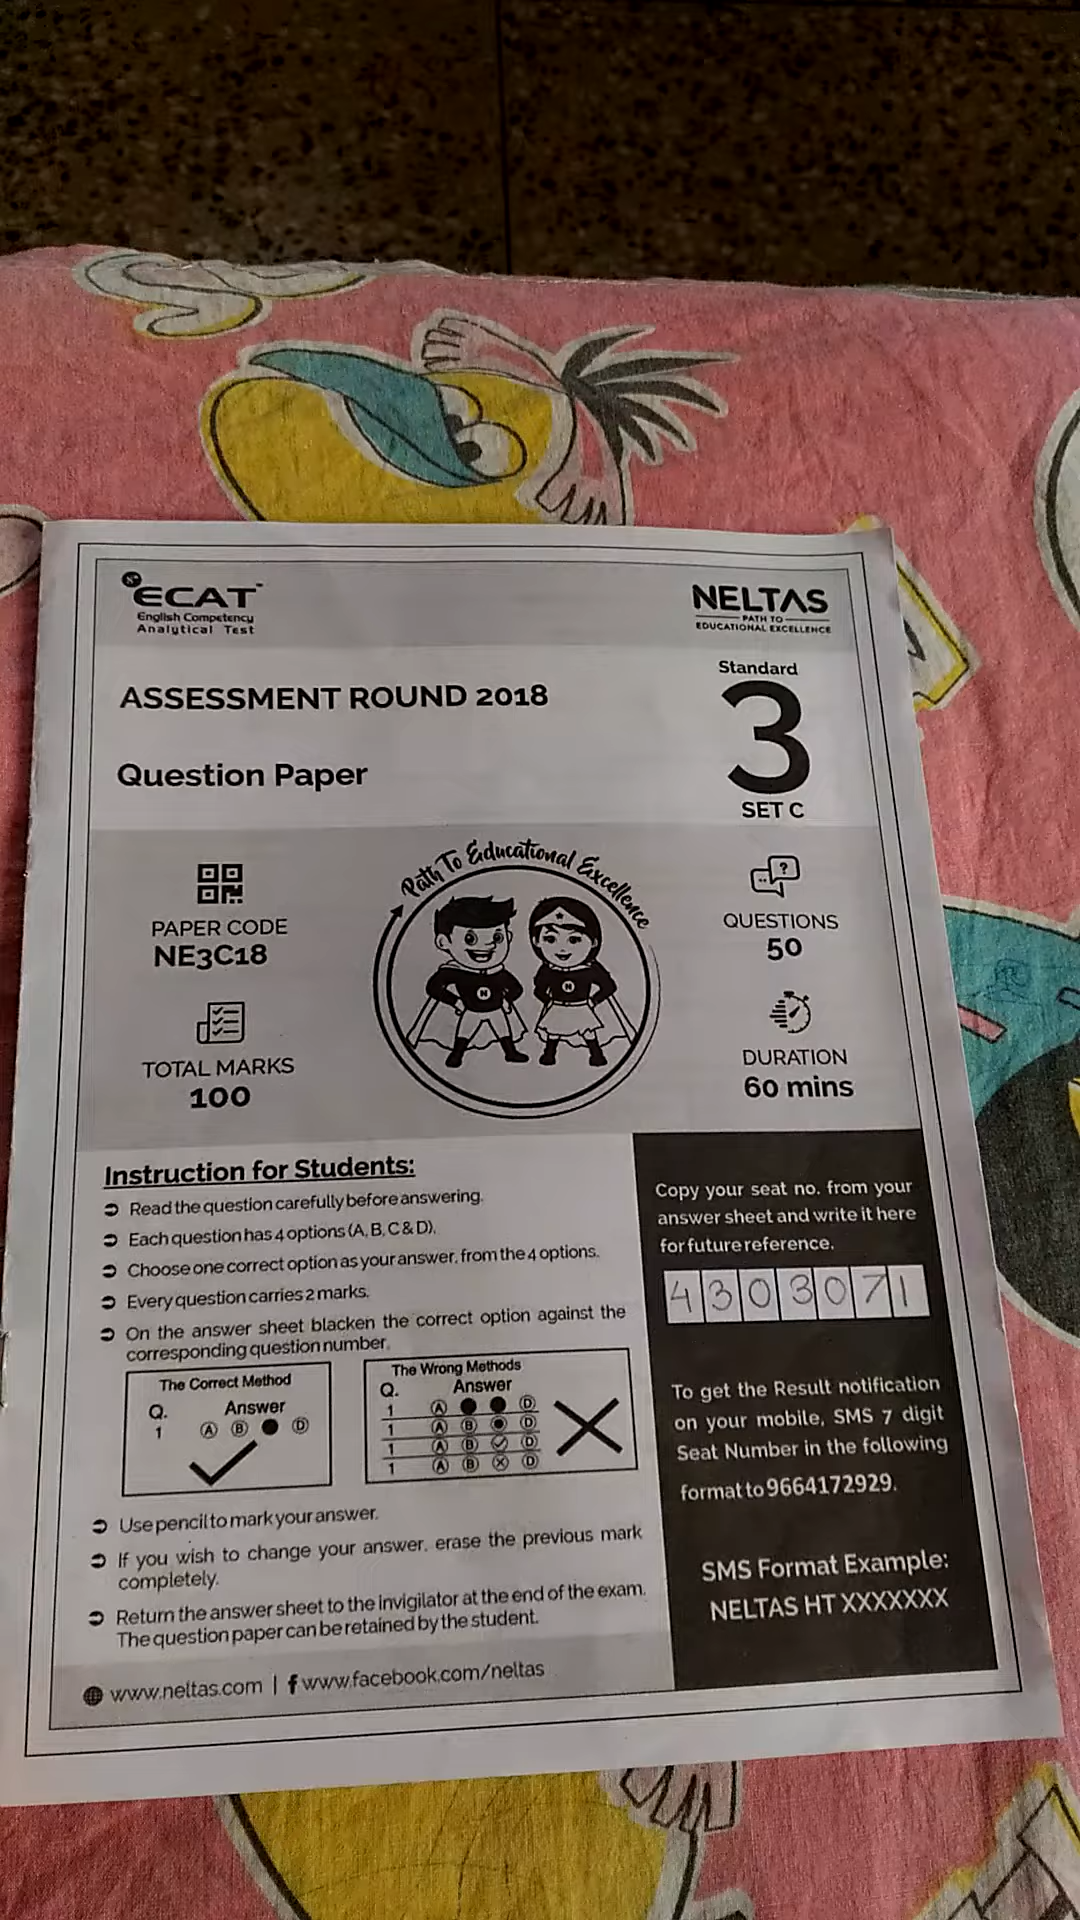 ECAT™
English Competency
Analytical Test
NELTAS
PATH TO
EDUCATIONAL EXCELLENCE
ASSESSMENT ROUND 2018
Question Paper
Standard
3
SET C
PAPER CODE
NE3C18
TOTAL MARKS
100
Path To Educational Excellence
N N
QUESTIONS
50
DURATION
60 mins
Instruction for Students:
Read the question carefully before answering.
Each question has 4 options (A, B, C & D).
Choose one correct option as your answer, from the 4 options.
Every question carries 2 marks.
On the answer sheet blacken the correct option against the
corresponding question number.
The Correct Method
Q. Answer
1 A B D
The Wrong Methods
Q. Answer
1 A D
1 A B D
1 A B D
1 A B D
Use pencil to mark your answer.
If you wish to change your answer, erase the previous mark
completely.
Return the answer sheet to the invigilator at the end of the exam.
The question paper can be retained by the student.
www.neltas.com | f www.facebook.com/neltas
Copy your seat no. from your
answer sheet and write it here
for future reference.
4303071
To get the Result notification
on your mobile, SMS 7 digit
Seat Number in the following
format to 9664172929.
SMS Format Example:
NELTAS HT XXXXXXX